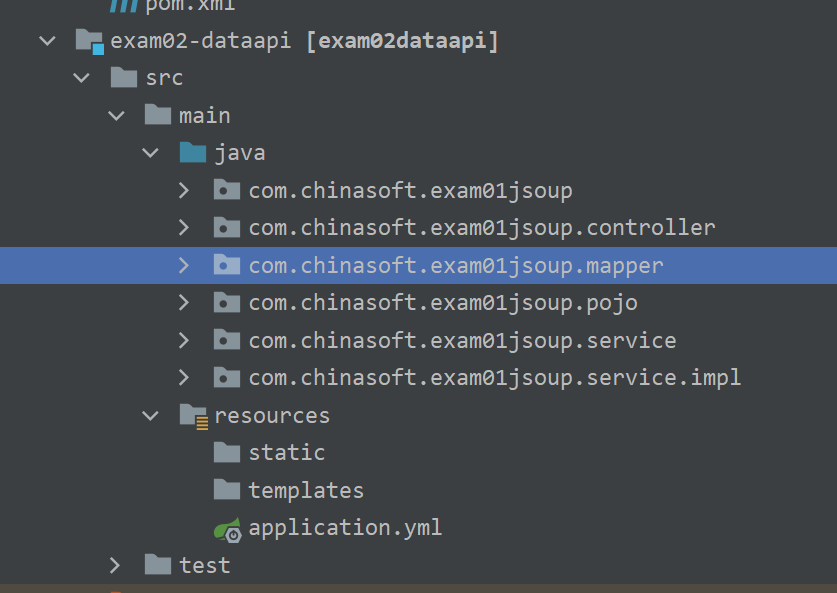 pom.xml
exam02-dataapi [exam02dataapi]
src
main
java
com.chinasoft.exam01jsoup
com.chinasoft.exam01jsoup.controller
com.chinasoft.exam01jsoup.mapper
com.chinasoft.exam01jsoup.pojo
com.chinasoft.exam01jsoup.service
com.chinasoft.exam01jsoup.service.impl
resources
static
templates
application.yml
test